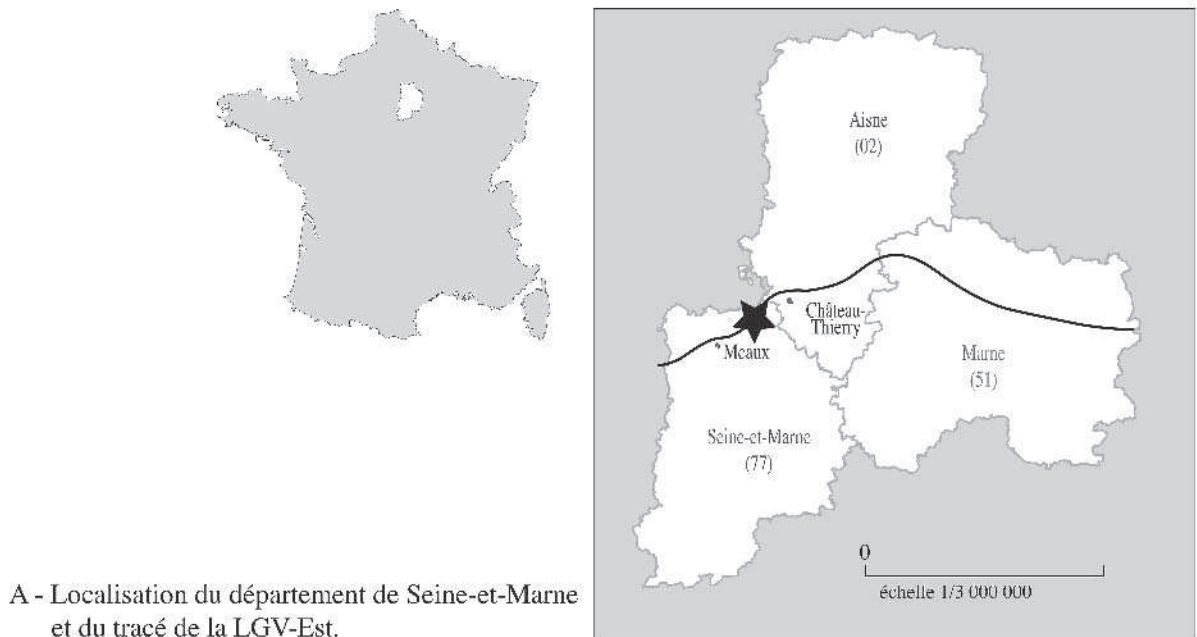 Aisne
(02)
Château-
Thierry
Meaux
Marne
(51)
Seine-et-Marne
(77)
0
échelle 1/3 000 000
A - Localisation du département de Seine-et-Marne
et du tracé de la LGV-Est.